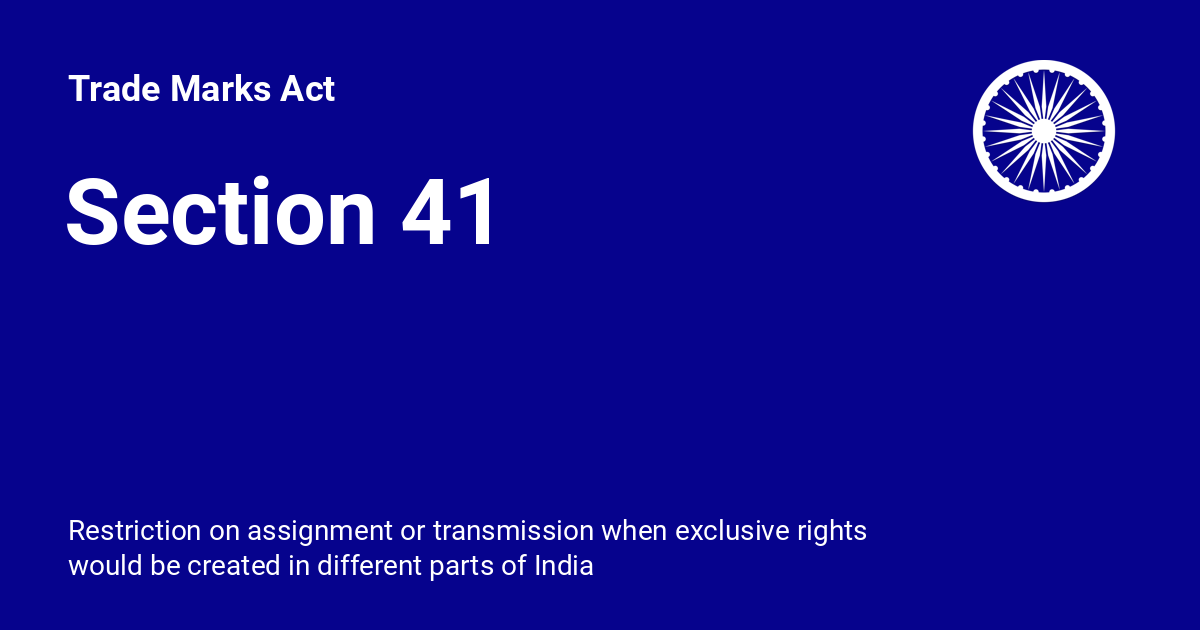 Trade Marks Act
Section 41
Restriction on assignment or transmission when exclusive rights
would be created in different parts of India